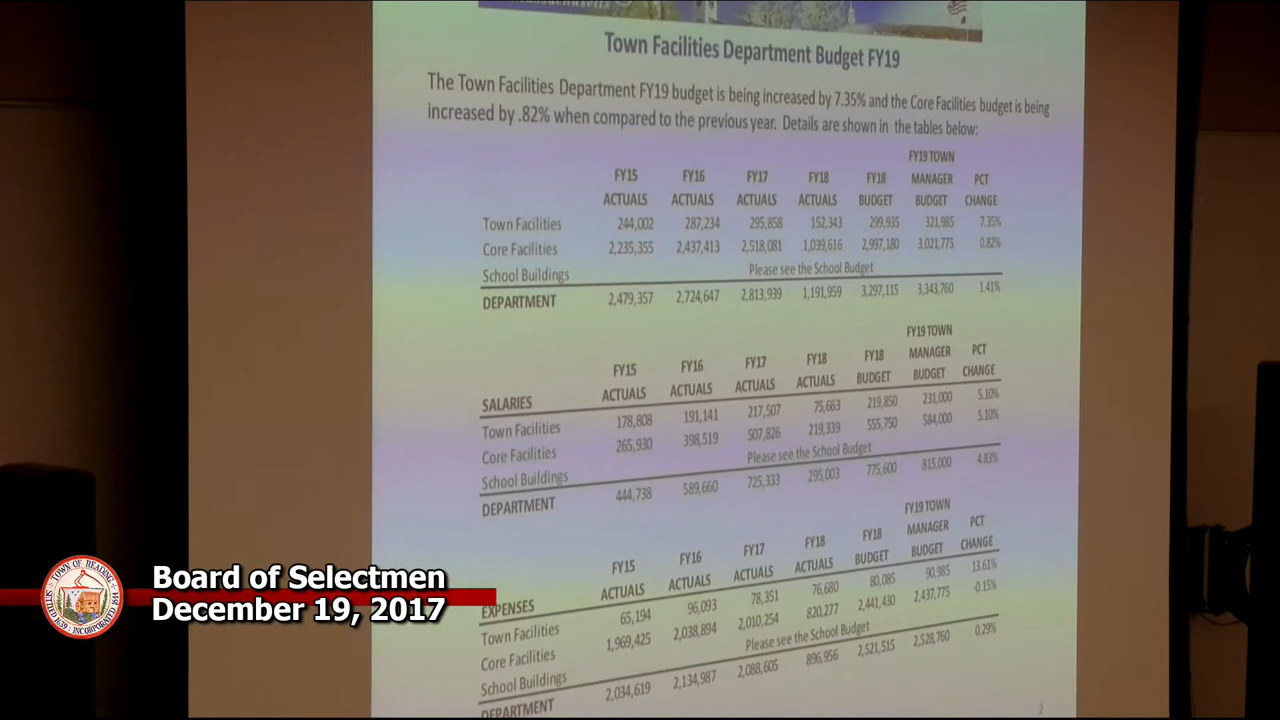 Town Facilities Department Budget FY19
The Town Facilities Department FY19 budget is being increased by 7.35% and the Core Facilities budget is being
increased by .82% when compared to the previous year. Details are shown in the tables below:
FY19 TOWN
FY15 FY16 FY17 FY18 FY18 MANAGER PCT
ACTUALS ACTUALS ACTUALS ACTUALS BUDGET BUDGET CHANGE
Town Facilities 244,002 287,234 295,858 152,343 299,935 321,985 7.35%
Core Facilities 2,235,355 2,437,413 2,518,081 1,039,616 2,997,180 3,021,775 0.82%
School Buildings Please see the School Budget
DEPARTMENT 2,479,357 2,724,647 2,813,939 1,191,959 3,297,115 3,343,760 1.41%
FY19 TOWN
FY15 FY16 FY17 FY18 FY18 MANAGER PCT
SALARIES ACTUALS ACTUALS ACTUALS ACTUALS BUDGET BUDGET CHANGE
Town Facilities 178,808 191,141 217,507 75,663 219,850 231,000 5.10%
Core Facilities 265,930 398,519 507,826 219,339 555,750 584,000 5.10%
School Buildings Please see the School Budget
DEPARTMENT 444,738 589,660 725,333 295,003 775,600 815,000 4.83%
FY19 TOWN
FY15 FY16 FY17 FY18 FY18 MANAGER PCT
EXPENSES ACTUALS ACTUALS ACTUALS ACTUALS BUDGET BUDGET CHANGE
Town Facilities 65,194 96,093 78,351 76,680 80,085 90,985 13.61%
Core Facilities 1,969,425 2,038,894 2,010,254 820,277 2,441,430 2,437,775 -0.15%
School Buildings Please see the School Budget
DEPARTMENT 2,034,619 2,134,987 2,088,605 896,956 2,521,515 2,528,760 0.29%
2
TOWN OF READING
Board of Selectmen
December 19, 2017